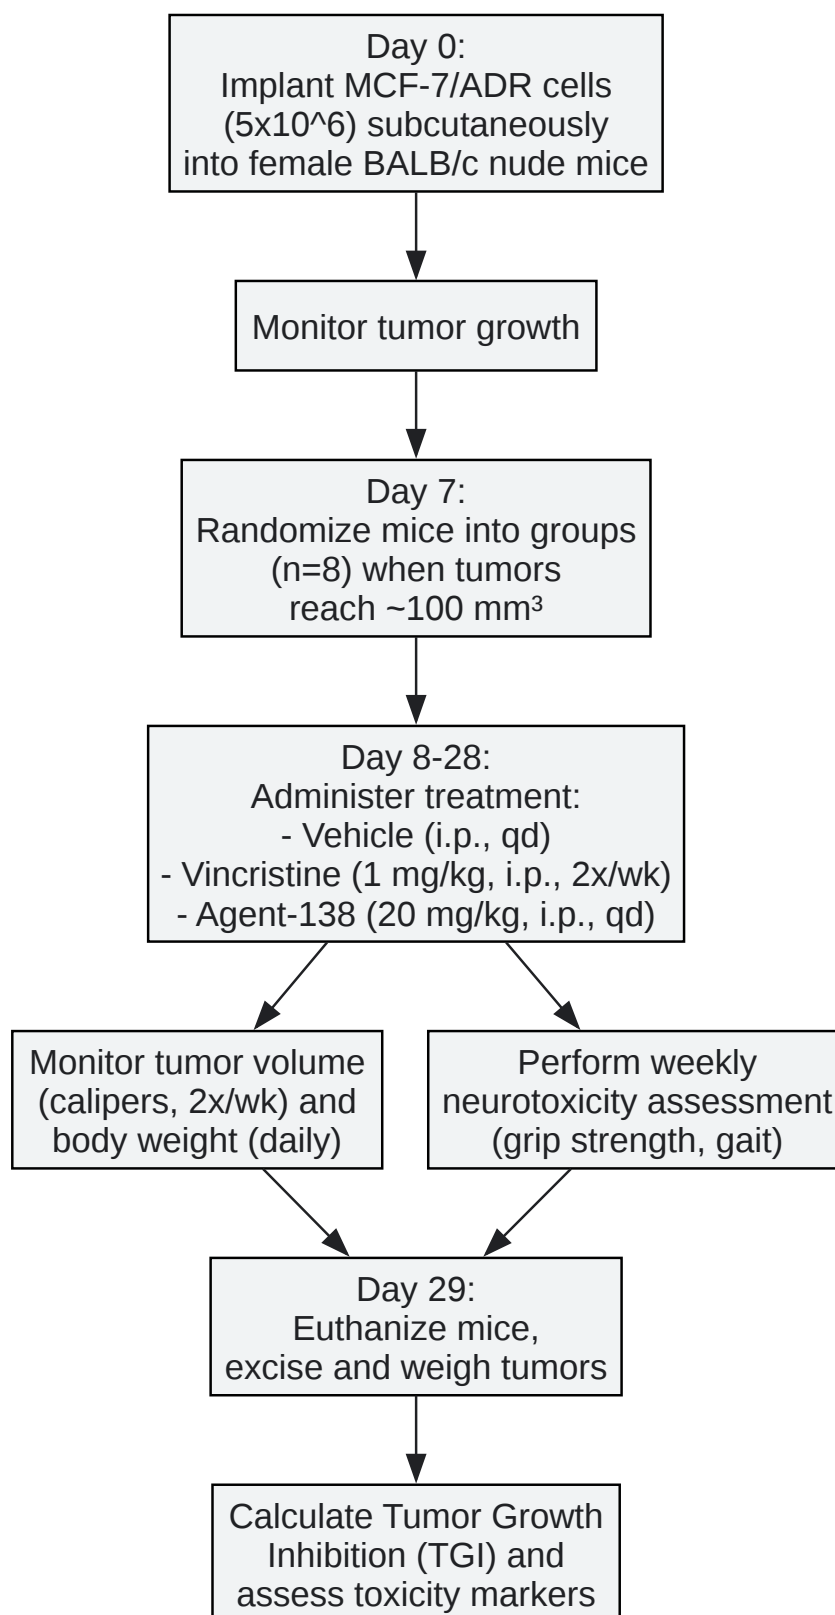 Day 0:
Implant MCF-7/ADR cells
(5x10^6) subcutaneously
into female BALB/c nude mice
Monitor tumor growth
Day 7:
Randomize mice into groups
(n=8) when tumors
reach ~100 mm³
Day 8-28:
Administer treatment:
- Vehicle (i.p., qd)
- Vincristine (1 mg/kg, i.p., 2x/wk)
- Agent-138 (20 mg/kg, i.p., qd)
Monitor tumor volume
(calipers, 2x/wk) and
body weight (daily)
Perform weekly
neurotoxicity assessment
(grip strength, gait)
Day 29:
Euthanize mice,
excise and weigh tumors
Calculate Tumor Growth
Inhibition (TGI) and
assess toxicity markers